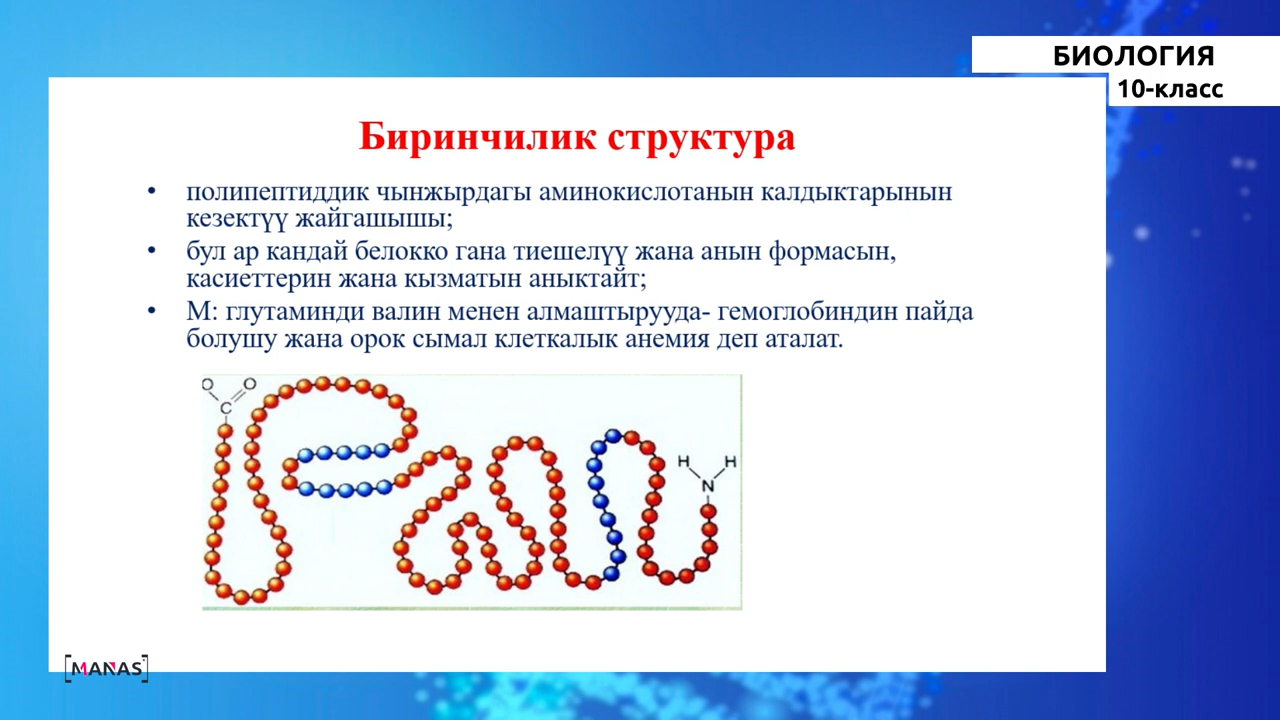 БИОЛОГИЯ
10-класс
Биринчилик структура
• полипептиддик чынжырдагы аминокислотанын калдыктарынын
кезектүү жайгашышы;
• бул ар кандай белокко гана тиешелүү жана анын формасын,
касиеттерин жана кызматын аныктайт;
• М: глутаминди валин менен алмаштырууда- гемоглобиндин пайда
болушу жана орок сымал клеткалык анемия деп аталат.
O O
C
H H
N
MANAS